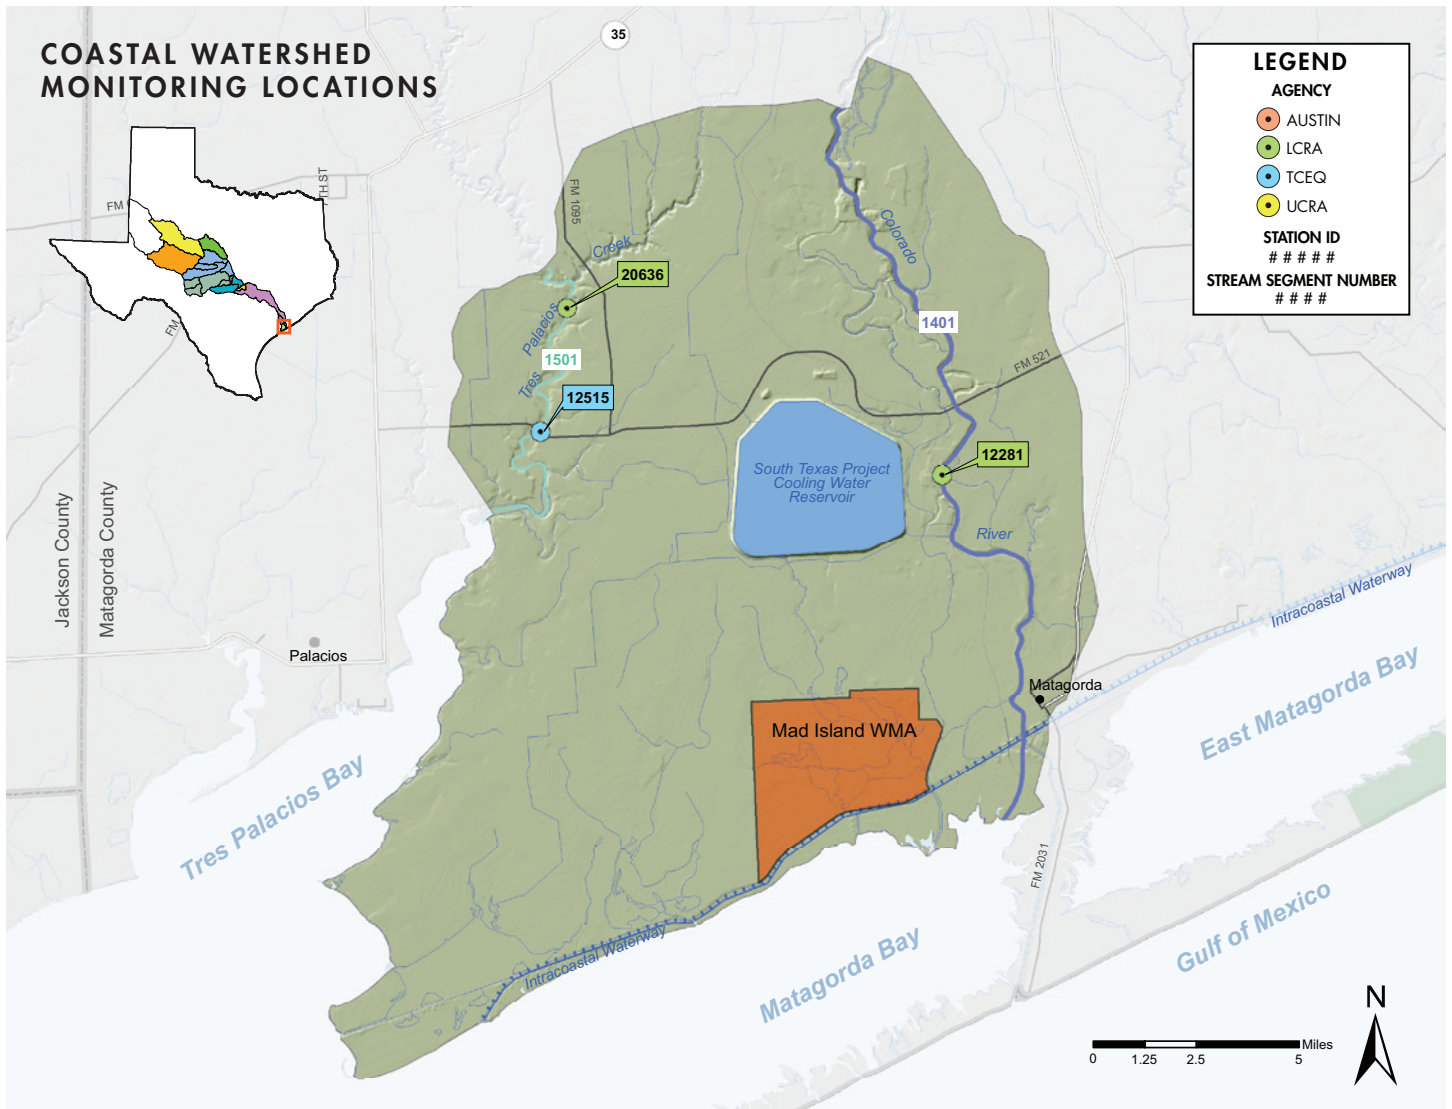 COASTAL WATERSHED
MONITORING LOCATIONS
35
LEGEND
AGENCY
AUSTIN
LCRA
TCEQ
UCRA
STATION ID
# # # # #
STREAM SEGMENT NUMBER
# # # #
FM
7TH ST
FM
FM 1095
Creek
20636
Palacios
1501
Tres
12515
Colorado
1401
FM 521
12281
South Texas Project
Cooling Water
Reservoir
River
Jackson County
Matagorda County
Palacios
Intracoastal Waterway
Matagorda
East Matagorda Bay
Mad Island WMA
Tres Palacios Bay
FM 2031
Gulf of Mexico
Intracoastal Waterway
Matagorda Bay
N
Miles
0 1.25 2.5 5